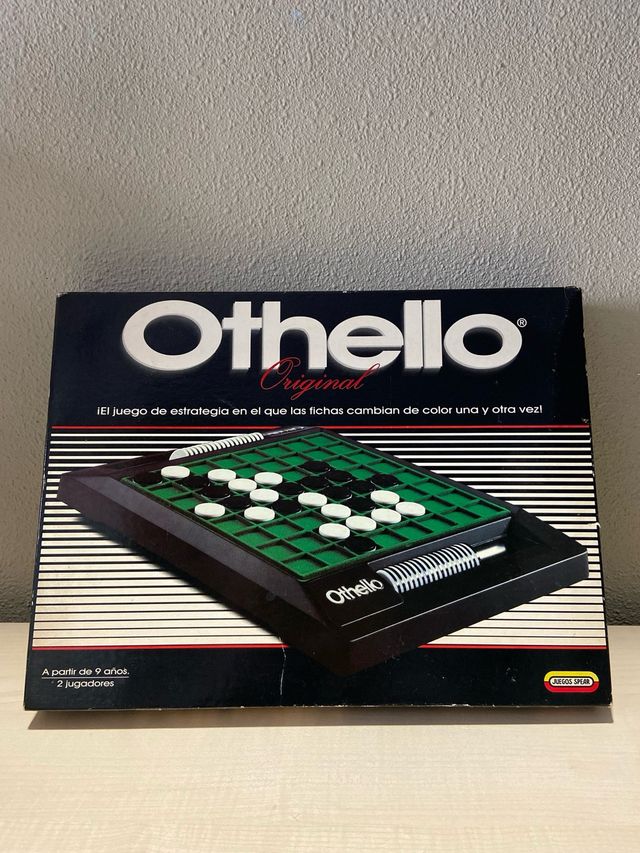 Othello®
Original
¡El juego de estrategia en el que las fichas cambian de color una y otra vez!
Othello
A partir de 9 años.
2 jugadores
JUEGOS SPEAR